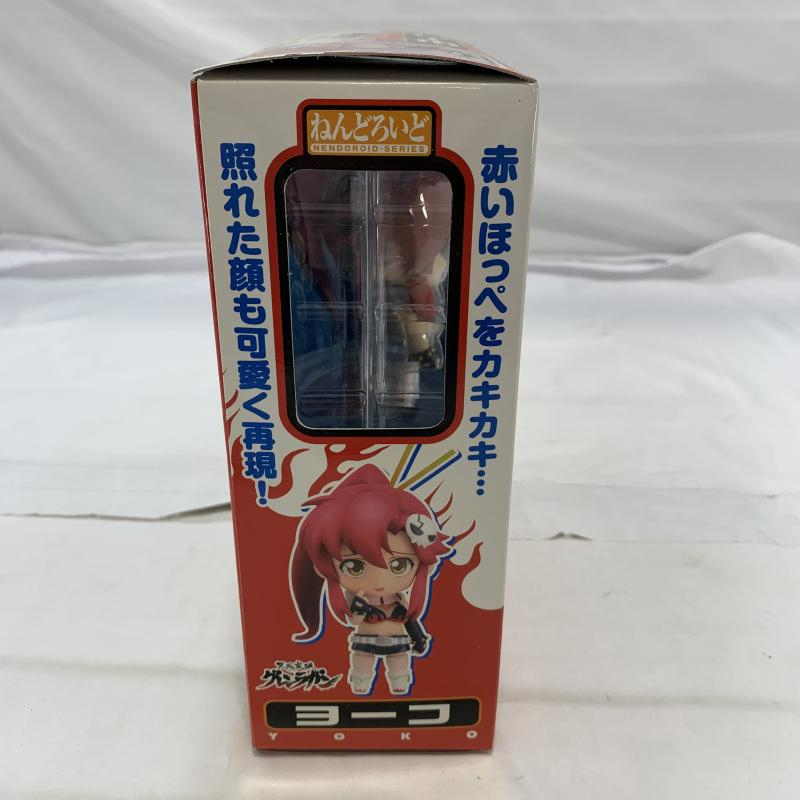 ねんどろいど
NENDOROID・SERIES
赤いほっぺをカキカキ…
照れた顔も可愛く再現！
天元突破
グレンラガン
ヨーコ
YOKO